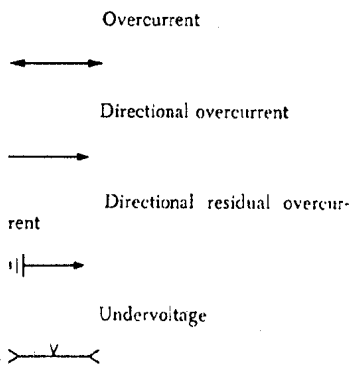 Overcurrent
Directional overcurrent
Directional residual overcur-
rent
Undervoltage